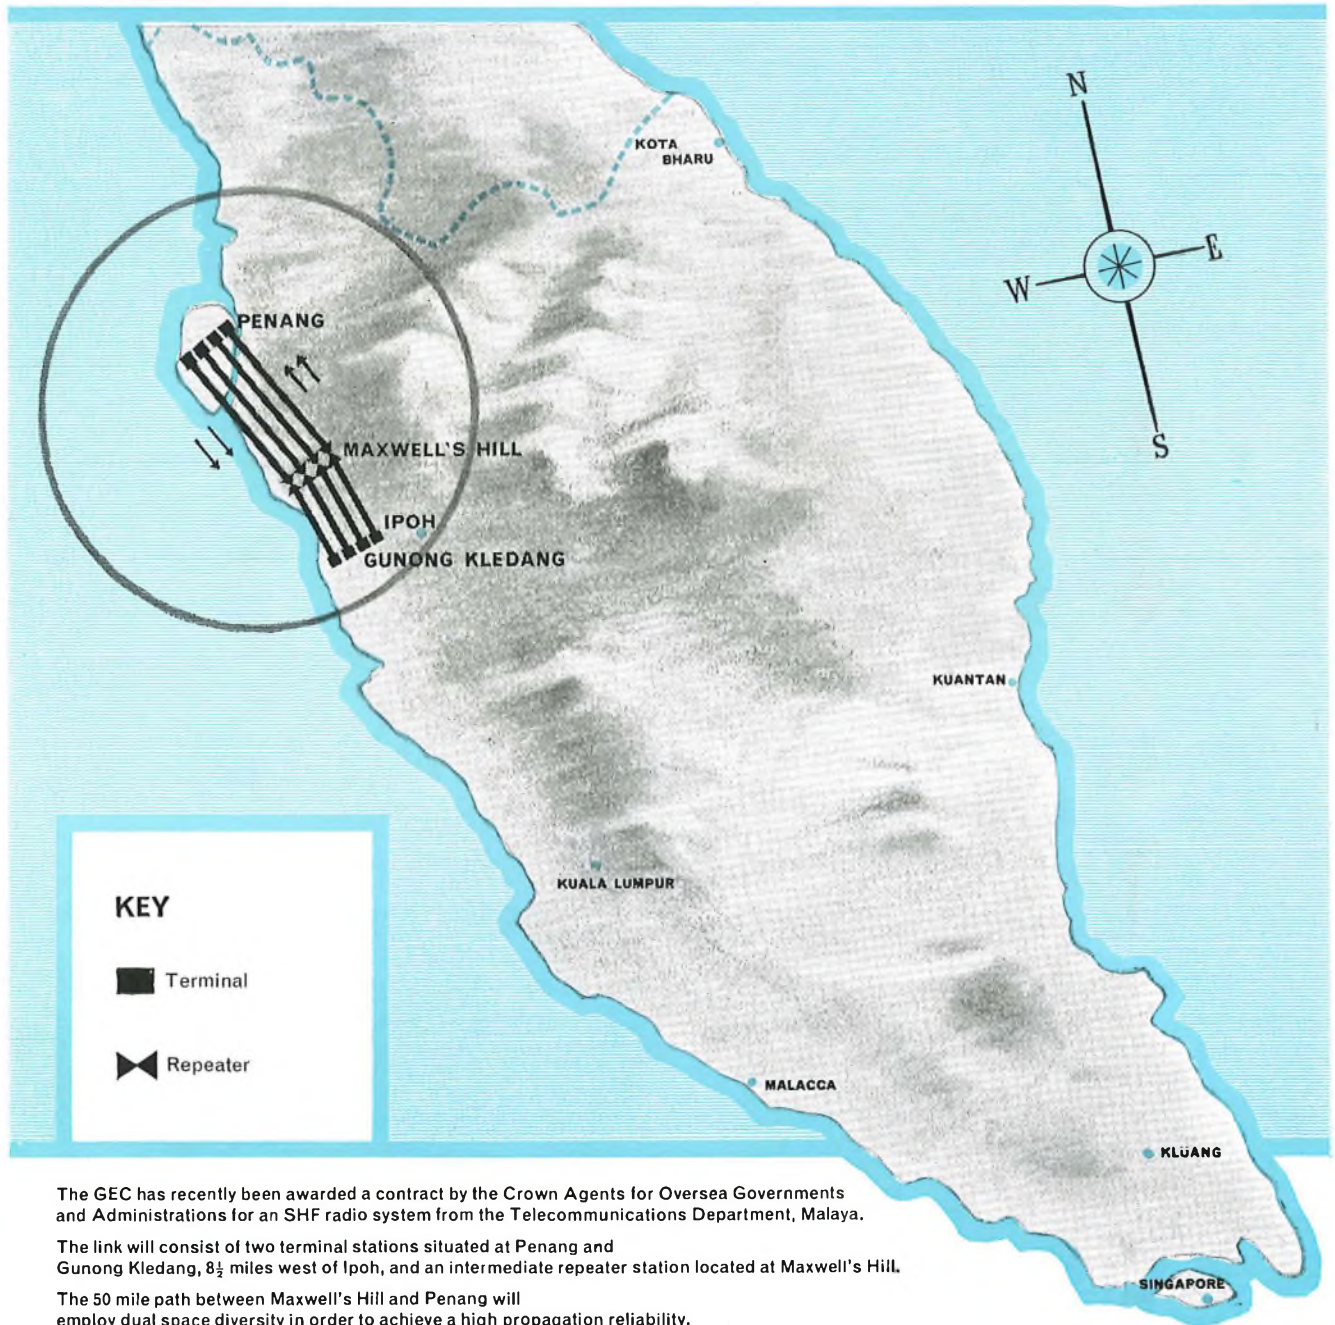 N
KOTA
BHARU
E
W
PENANG
S
MAXWELL'S HILL
IPOH
GUNONG KLEDANG
KUANTAN
KUALA LUMPUR
KEY
Terminal
Repeater
MALACCA
KLUANG
SINGAPORE
The GEC has recently been awarded a contract by the Crown Agents for Oversea Governments
and Administrations for an SHF radio system from the Telecommunications Department, Malaya.
The link will consist of two terminal stations situated at Penang and
Gunong Kledang, 8½ miles west of Ipoh, and an intermediate repeater station located at Maxwell's Hill.
The 50 mile path between Maxwell's Hill and Penang will
employ dual space diversity in order to achieve a high propagation reliability.